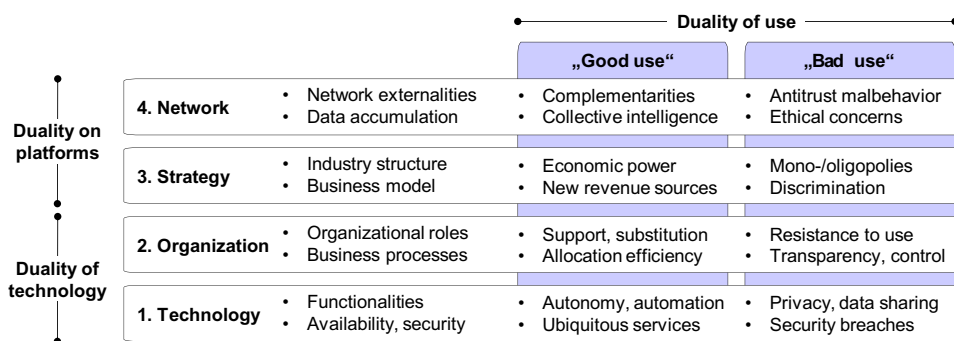 Duality of use
„Good use“
„Bad use“
Duality on
platforms
4. Network
• Network externalities
• Data accumulation
• Complementarities
• Collective intelligence
• Antitrust malbehavior
• Ethical concerns
3. Strategy
• Industry structure
• Business model
• Economic power
• New revenue sources
• Mono-/oligopolies
• Discrimination
Duality of
technology
2. Organization
• Organizational roles
• Business processes
• Support, substitution
• Allocation efficiency
• Resistance to use
• Transparency, control
1. Technology
• Functionalities
• Availability, security
• Autonomy, automation
• Ubiquitous services
• Privacy, data sharing
• Security breaches